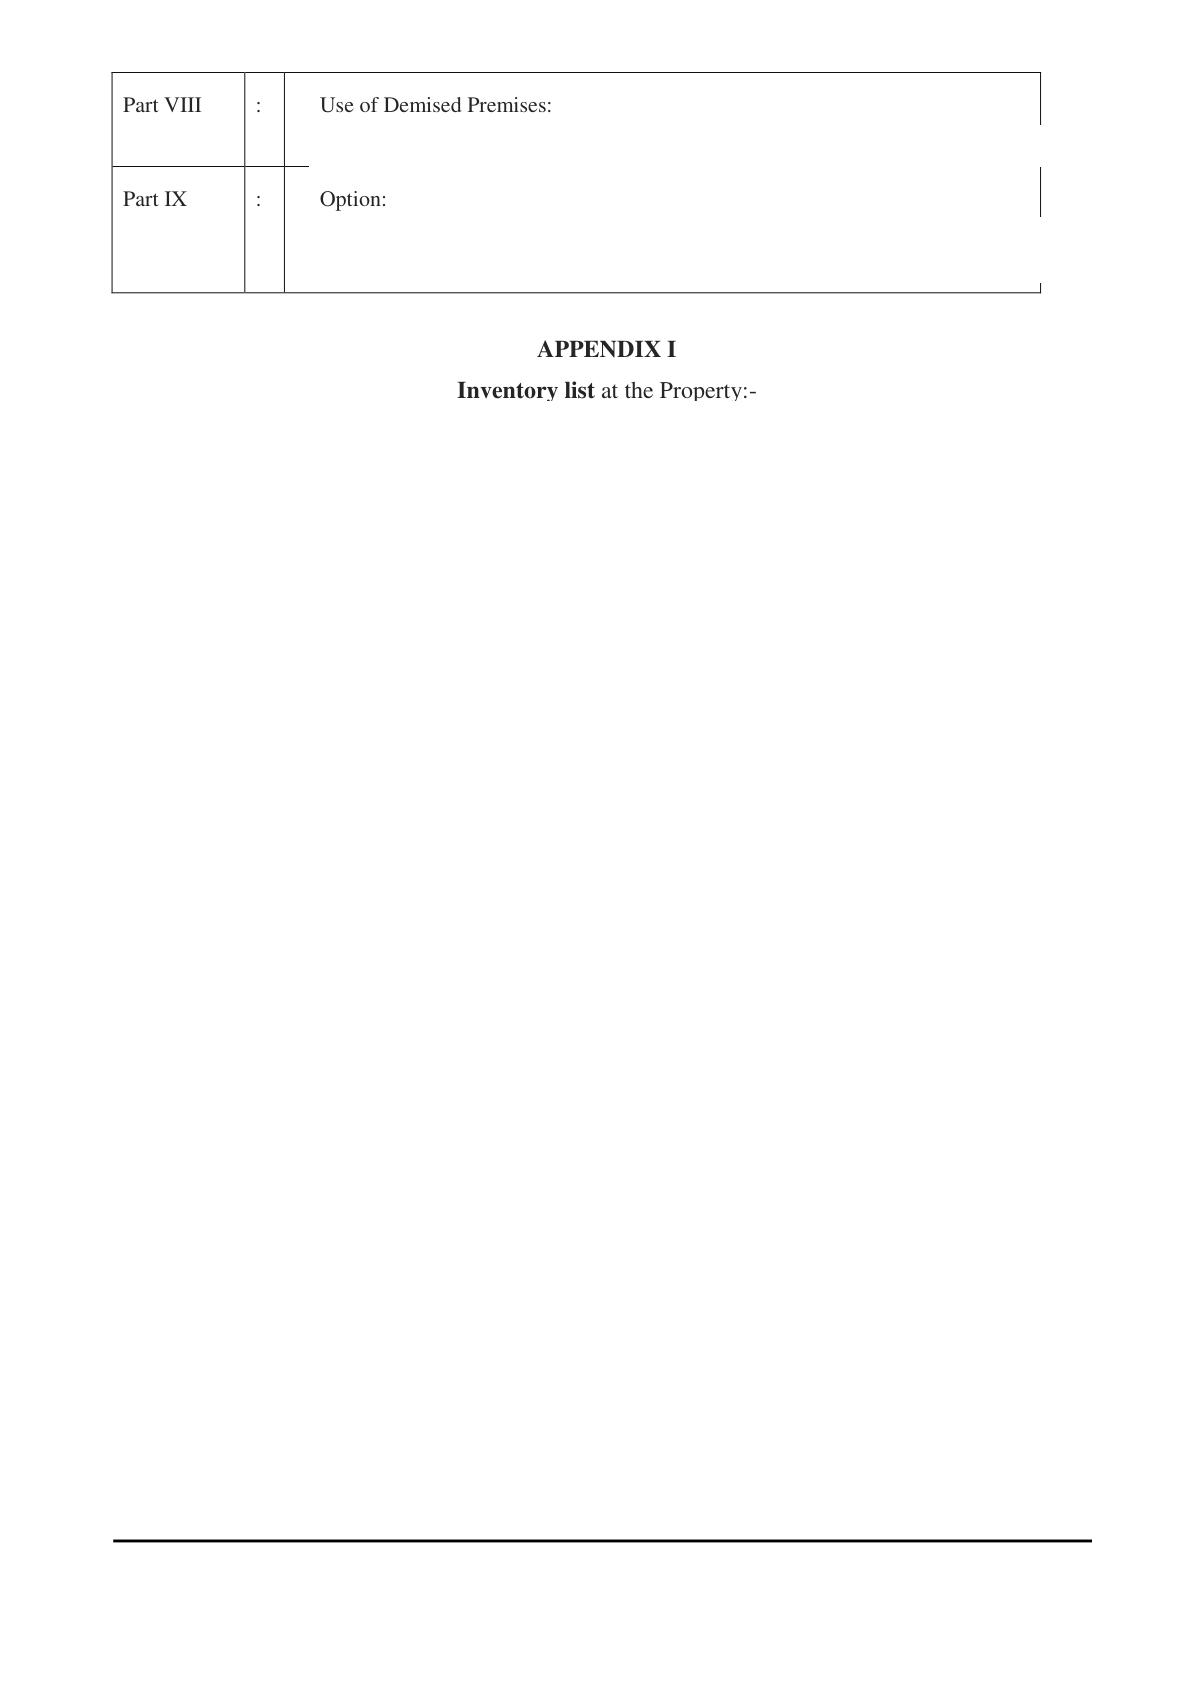 Part VIII : Use of Demised Premises:
Part IX : Option:
APPENDIX I
Inventory list at the Property:-